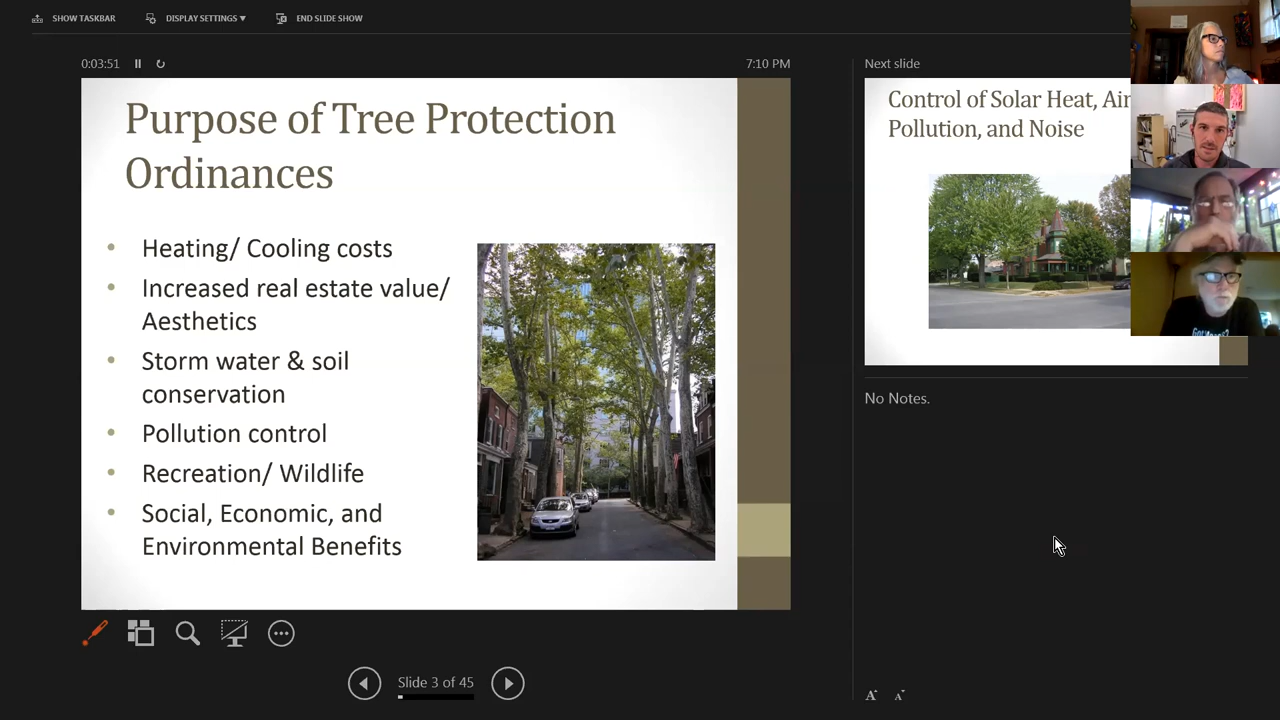 SHOW TASKBAR
DISPLAY SETTINGS ▼
END SLIDE SHOW
0:03:51
7:10 PM
Purpose of Tree Protection
Ordinances
• Heating/ Cooling costs
• Increased real estate value/
Aesthetics
• Storm water & soil
conservation
• Pollution control
• Recreation/ Wildlife
• Social, Economic, and
Environmental Benefits
Slide 3 of 45
Next slide
Control of Solar Heat, Air
Pollution, and Noise
No Notes.
A A